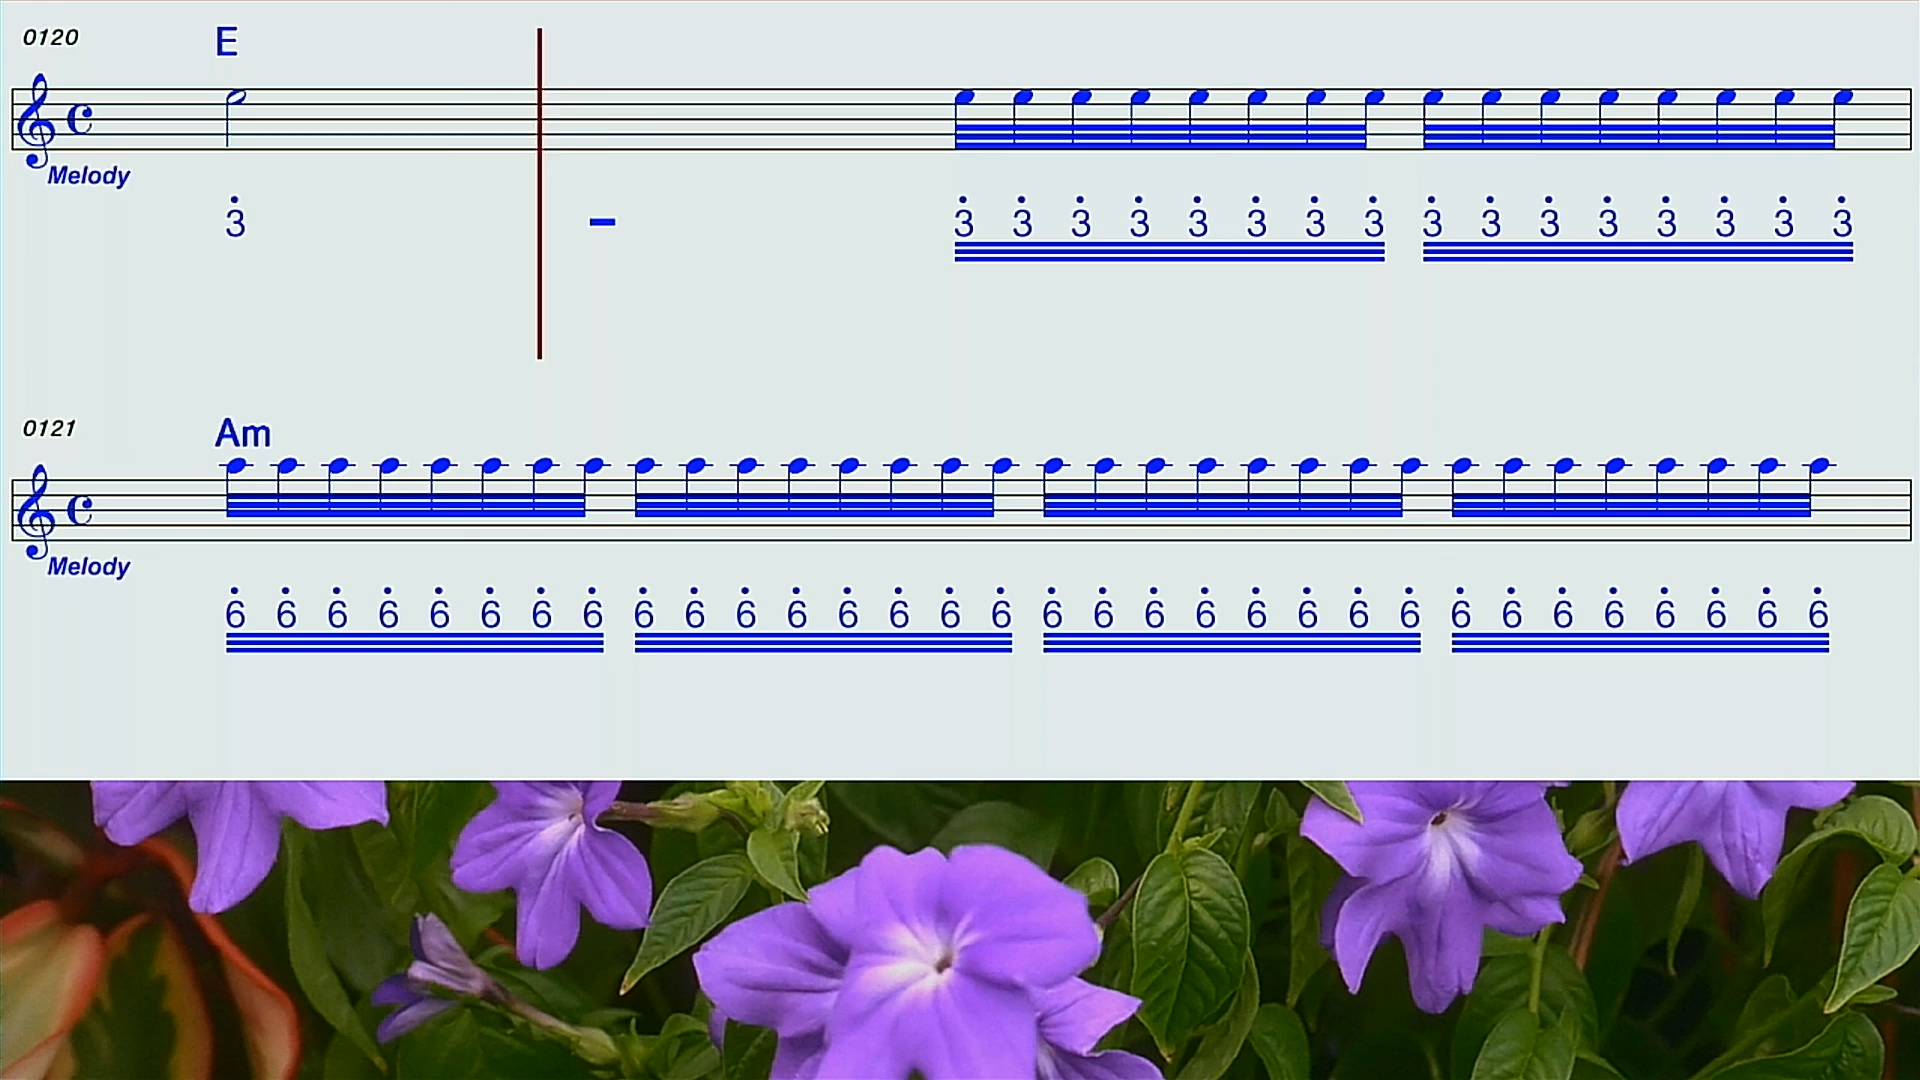 0120 E
Melody
3 - 3 3 3 3 3 3 3 3 3 3 3 3 3 3 3 3
0121 Am
Melody
6 6 6 6 6 6 6 6 6 6 6 6 6 6 6 6 6 6 6 6 6 6 6 6 6 6 6 6 6 6 6 6